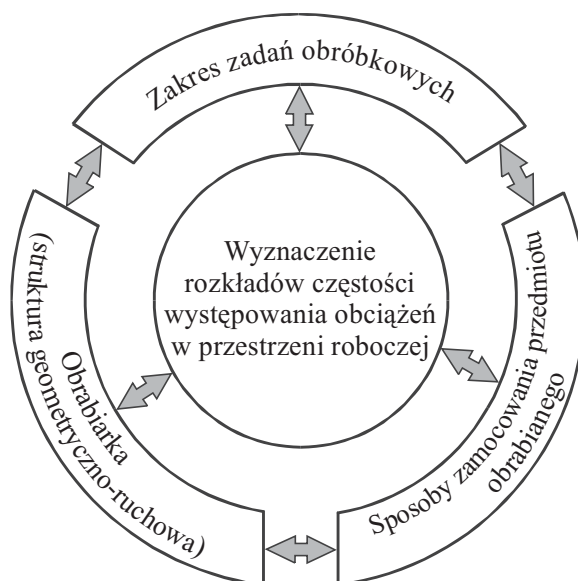 Zakres zadań obróbkowych
Wyznaczenie
rozkładów częstości
występowania obciążeń
w przestrzeni roboczej
Obrabiarka
(struktura geometryczno-ruchowa)
Sposoby zamocowania przedmiotu
obrabianego